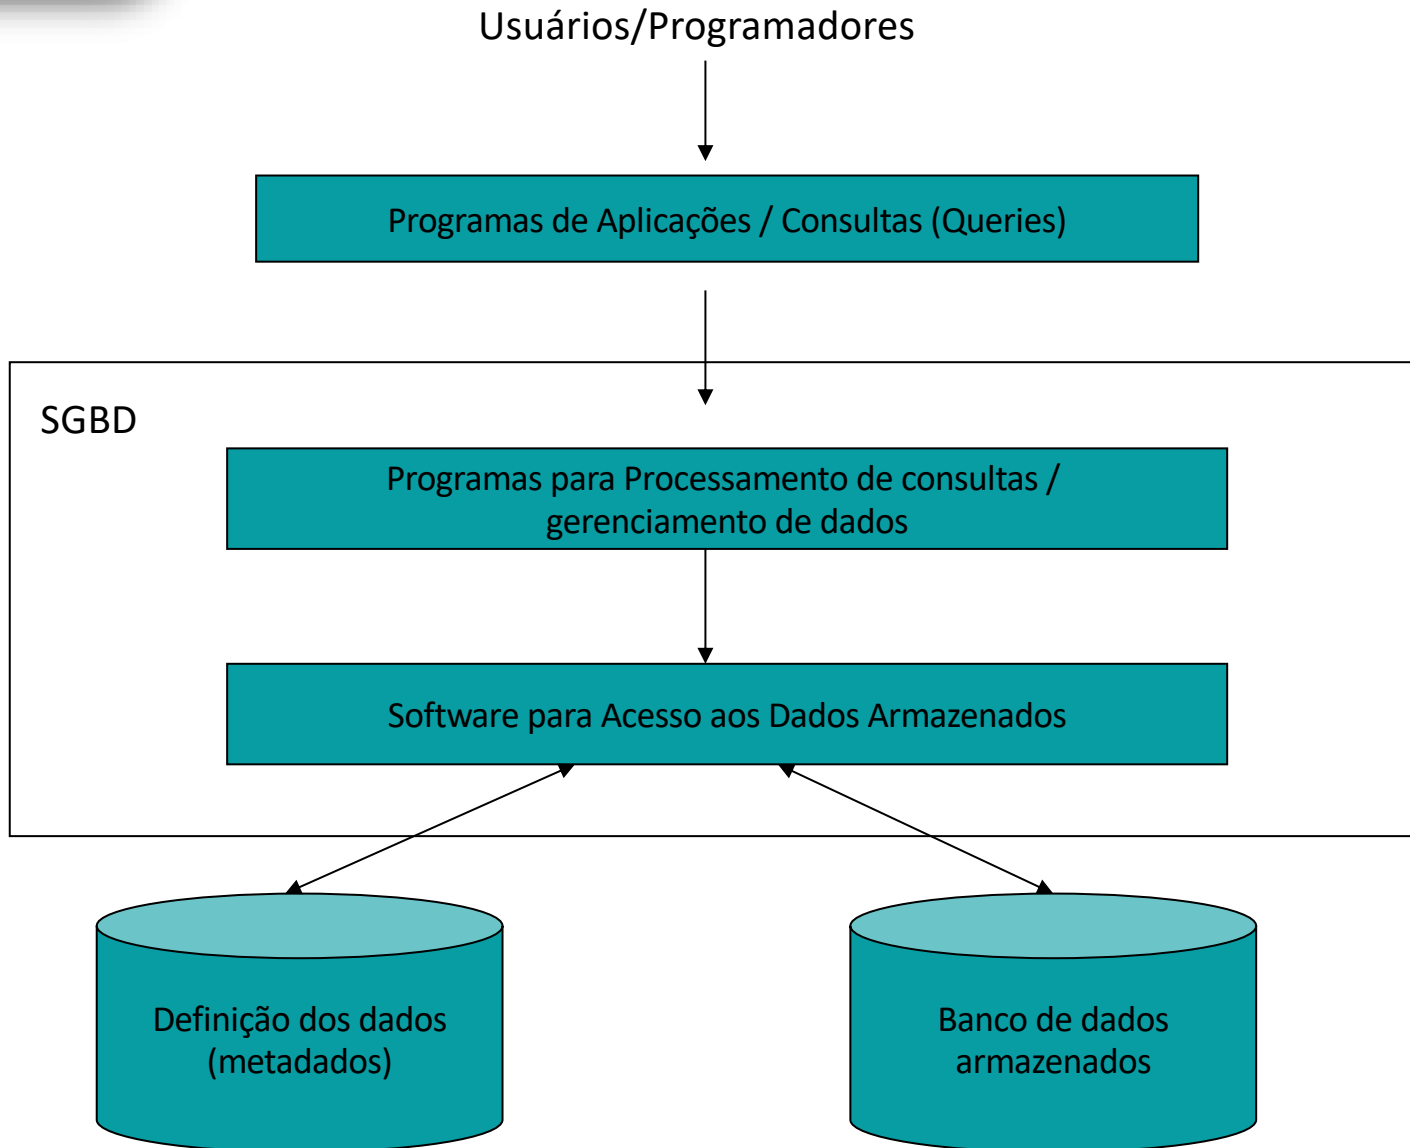 Usuários/Programadores
Programas de Aplicações / Consultas (Queries)
SGBD
Programas para Processamento de consultas /
gerenciamento de dados
Software para Acesso aos Dados Armazenados
Definição dos dados
(metadados)
Banco de dados
armazenados